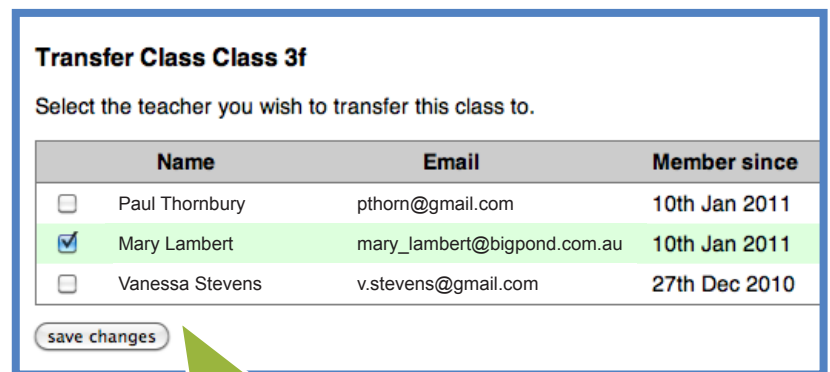 Transfer Class Class 3f
Select the teacher you wish to transfer this class to.
Name Email Member since
Paul Thornbury pthorn@gmail.com 10th Jan 2011
Mary Lambert mary_lambert@bigpond.com.au 10th Jan 2011
Vanessa Stevens v.stevens@gmail.com 27th Dec 2010
save changes